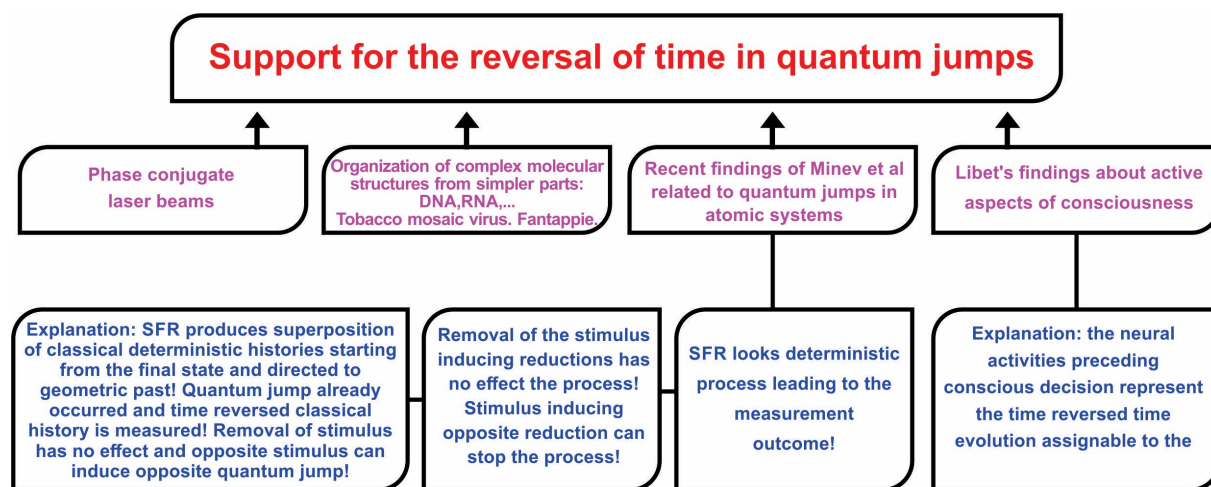 Support for the reversal of time in quantum jumps
Phase conjugate
laser beams
Organization of complex molecular
structures from simpler parts:
DNA,RNA,...
Tobacco mosaic virus. Fantappie.
Recent findings of Minev et al
related to quantum jumps in
atomic systems
Libet's findings about active
aspects of consciousness
Explanation: SFR produces superposition
of classical deterministic histories starting
from the final state and directed to
geometric past! Quantum jump already
occurred and time reversed classical
history is measured! Removal of stimulus
has no effect and opposite stimulus can
induce opposite quantum jump!
Removal of the stimulus
inducing reductions has
no effect the process!
Stimulus inducing
opposite reduction can
stop the process!
SFR looks deterministic
process leading to the
measurement
outcome!
Explanation: the neural
activities preceding
conscious decision represent
the time reversed time
evolution assignable to the